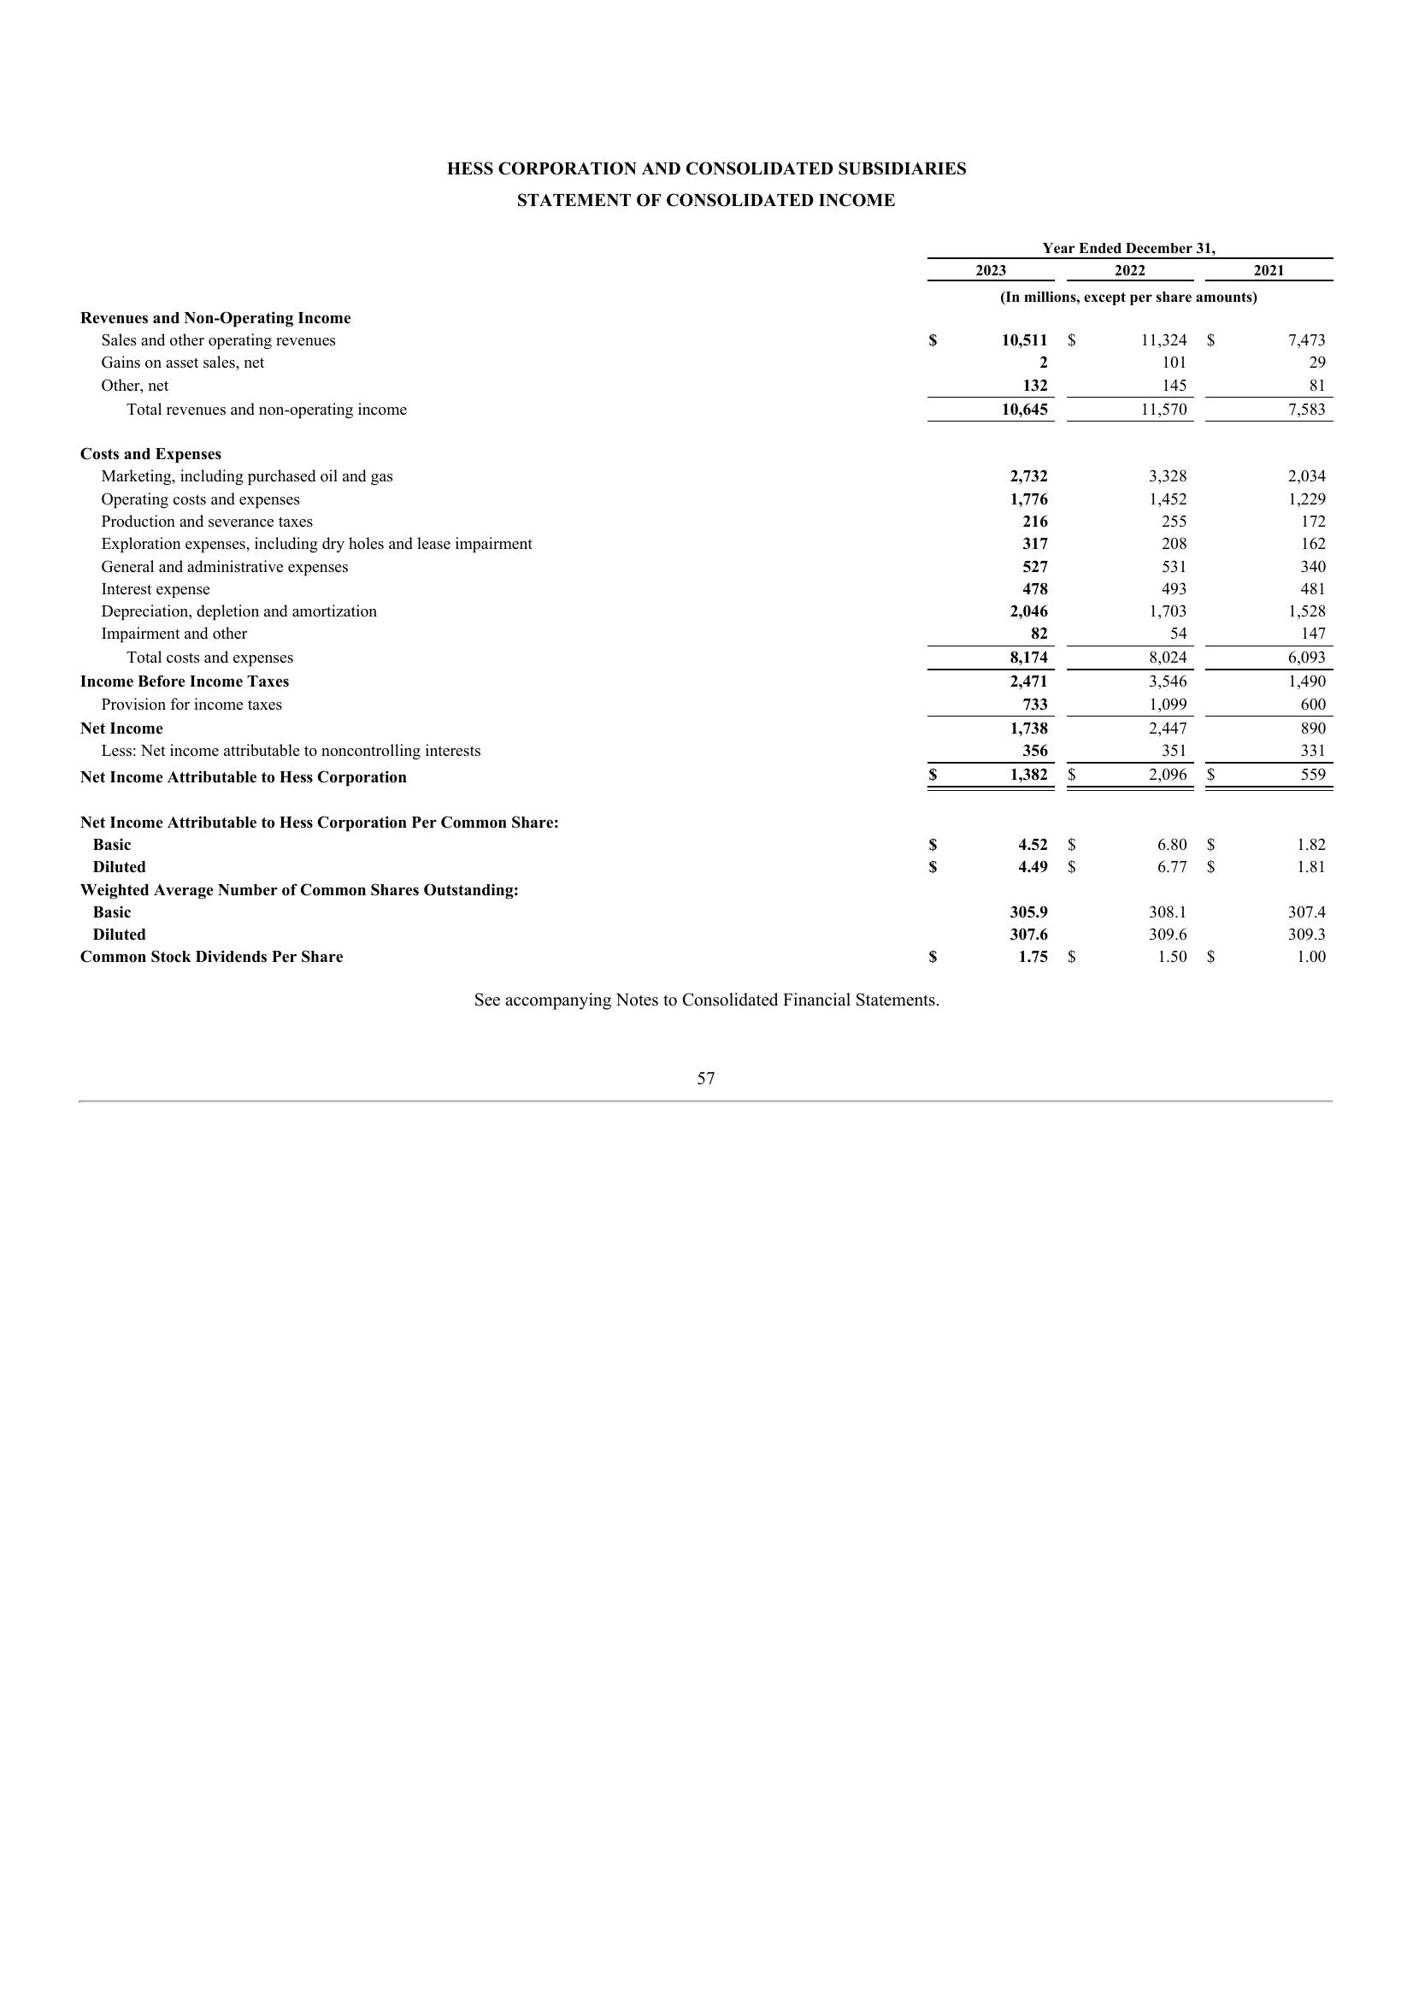 HESS CORPORATION AND CONSOLIDATED SUBSIDIARIES
STATEMENT OF CONSOLIDATED INCOME
Year Ended December 31,
2023 2022 2021
(In millions, except per share amounts)
Revenues and Non-Operating Income
Sales and other operating revenues $ 10,511 $ 11,324 $ 7,473
Gains on asset sales, net 2 101 29
Other, net 132 145 81
Total revenues and non-operating income 10,645 11,570 7,583
Costs and Expenses
Marketing, including purchased oil and gas 2,732 3,328 2,034
Operating costs and expenses 1,776 1,452 1,229
Production and severance taxes 216 255 172
Exploration expenses, including dry holes and lease impairment 317 208 162
General and administrative expenses 527 531 340
Interest expense 478 493 481
Depreciation, depletion and amortization 2,046 1,703 1,528
Impairment and other 82 54 147
Total costs and expenses 8,174 8,024 6,093
Income Before Income Taxes 2,471 3,546 1,490
Provision for income taxes 733 1,099 600
Net Income 1,738 2,447 890
Less: Net income attributable to noncontrolling interests 356 351 331
Net Income Attributable to Hess Corporation $ 1,382 $ 2,096 $ 559
Net Income Attributable to Hess Corporation Per Common Share:
Basic $ 4.52 $ 6.80 $ 1.82
Diluted $ 4.49 $ 6.77 $ 1.81
Weighted Average Number of Common Shares Outstanding:
Basic 305.9 308.1 307.4
Diluted 307.6 309.6 309.3
Common Stock Dividends Per Share $ 1.75 $ 1.50 $ 1.00
See accompanying Notes to Consolidated Financial Statements.
57